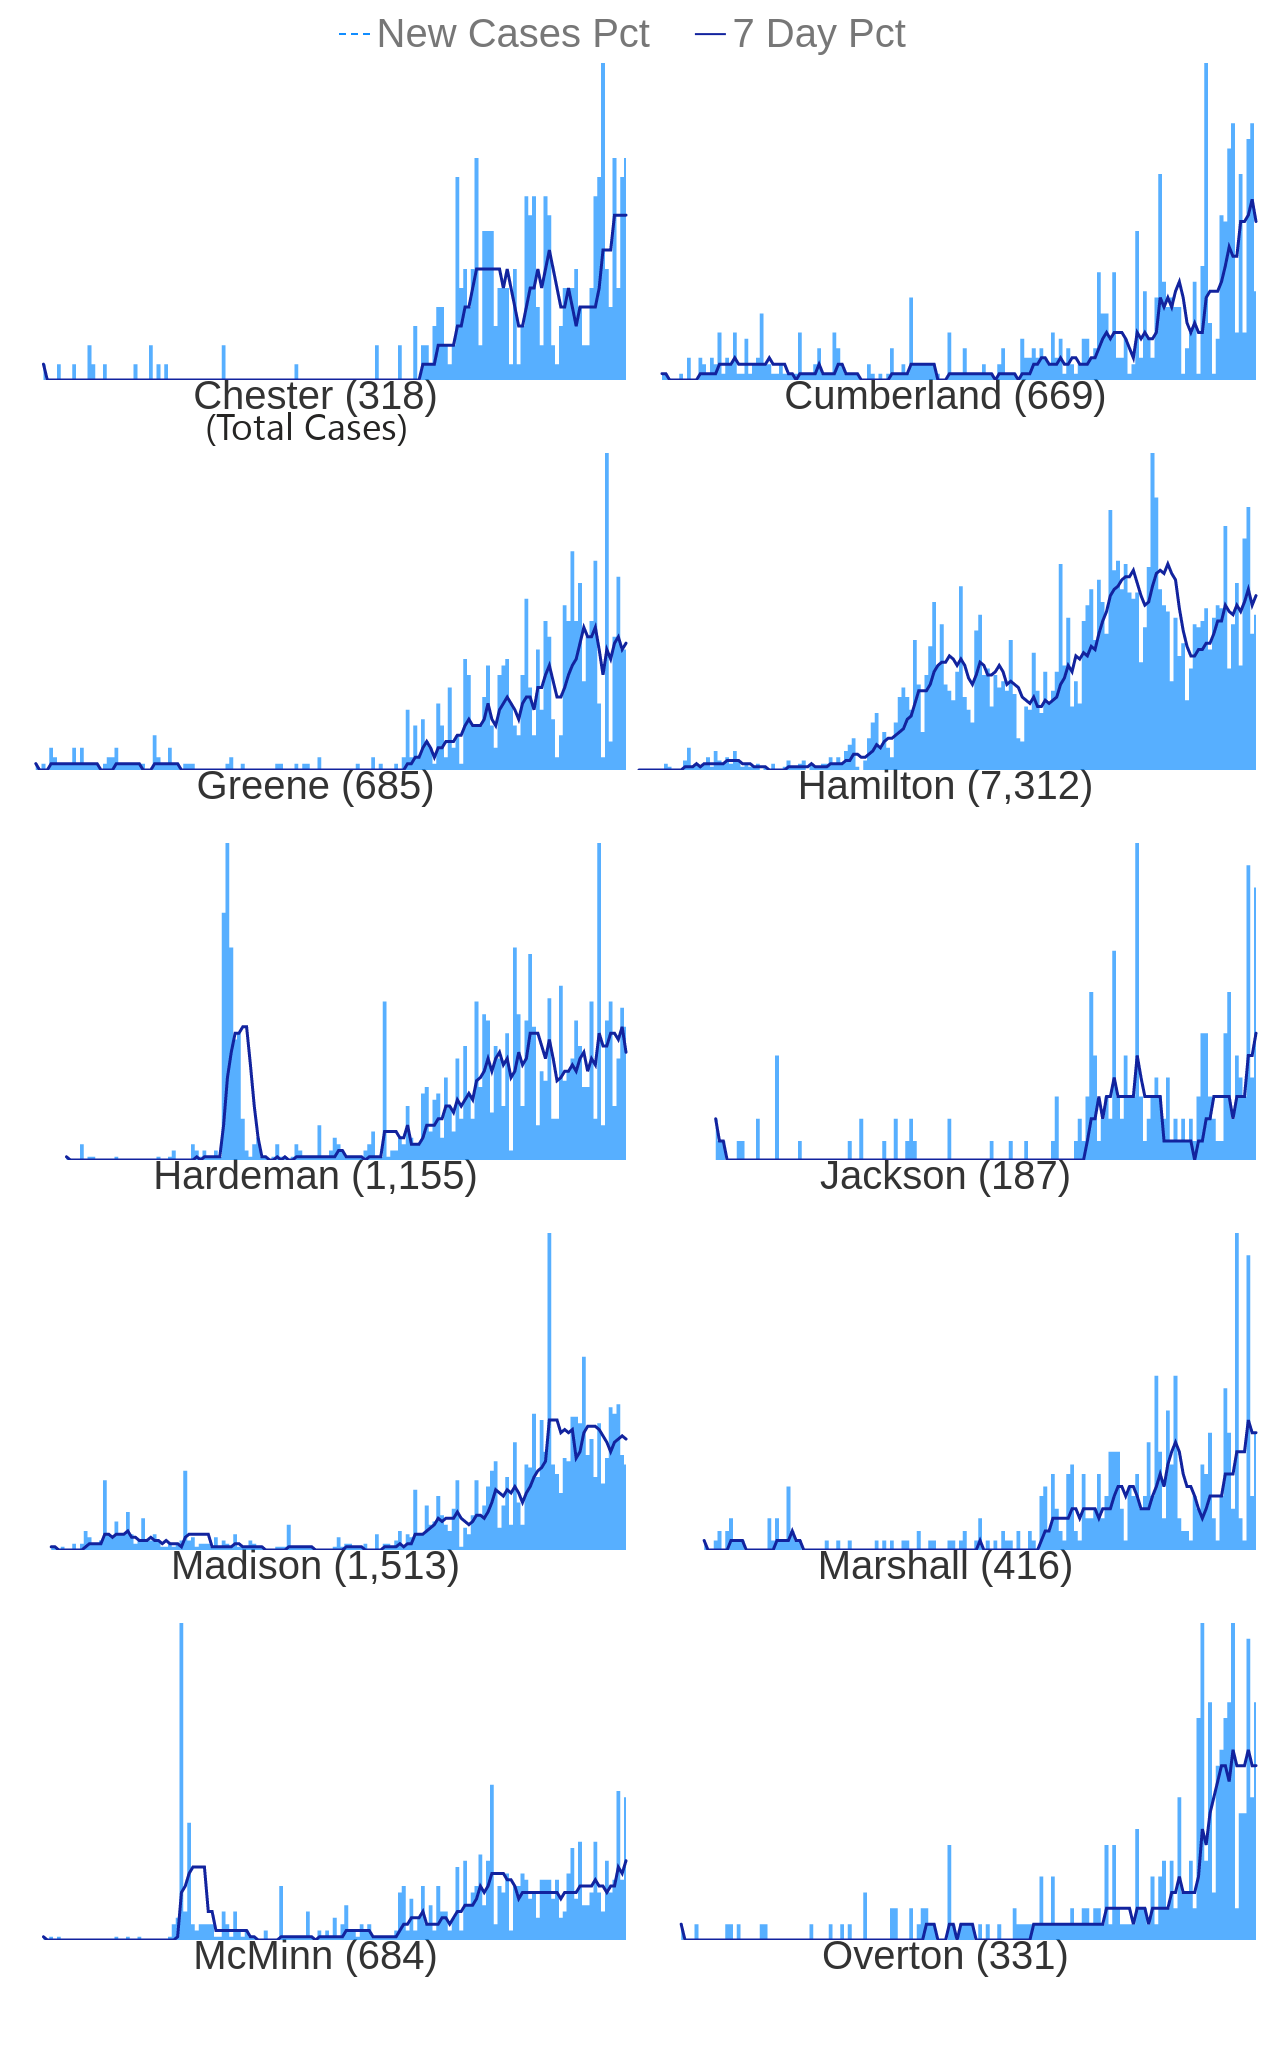 New Cases Pct 7 Day Pct
Chester (318) Cumberland (669)
(Total Cases)
Greene (685) Hamilton (7,312)
Hardeman (1,155) Jackson (187)
Madison (1,513) Marshall (416)
McMinn (684) Overton (331)